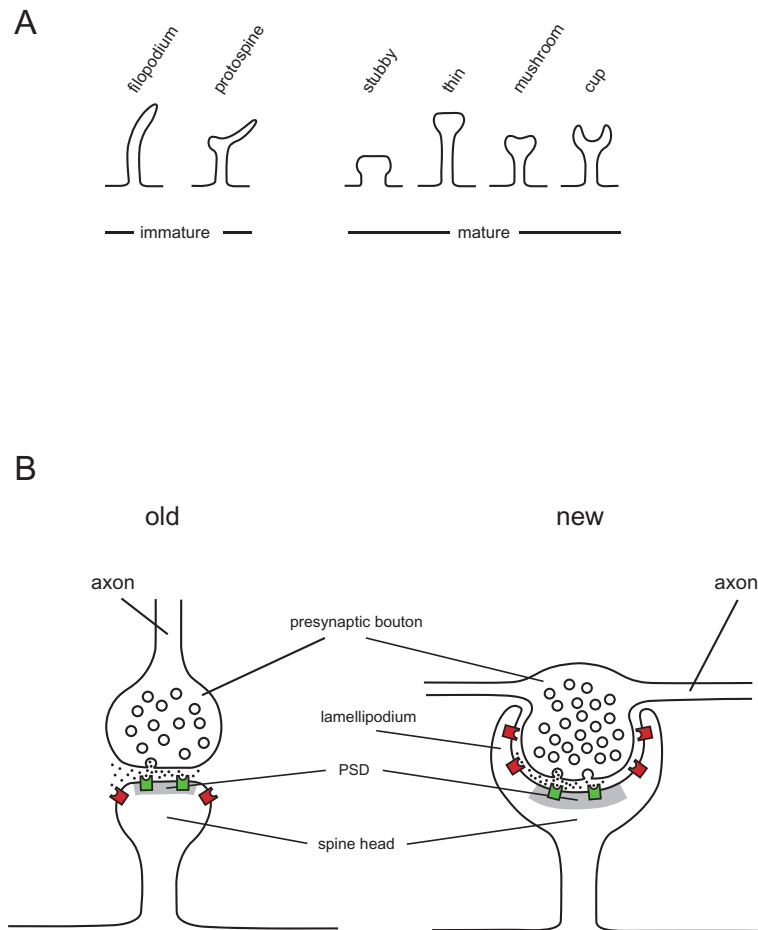 A
filopodium
protospine
stubby
thin
mushroom
cup
immature
mature
B
old
new
axon
axon
presynaptic bouton
lamellipodium
PSD
spine head